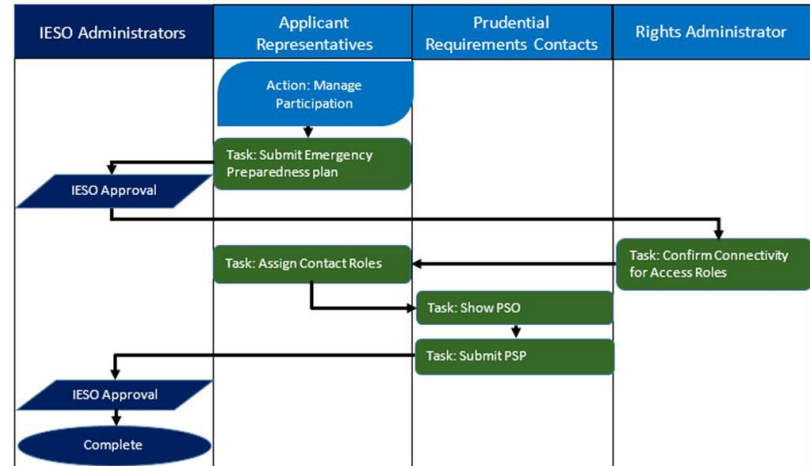 IESO Administrators
Applicant
Representatives
Prudential
Requirements Contacts
Rights Administrator
Action: Manage
Participation
Task: Submit Emergency
Preparedness plan
IESO Approval
Task: Confirm Connectivity
for Access Roles
Task: Assign Contact Roles
Task: Show PSO
Task: Submit PSP
IESO Approval
Complete